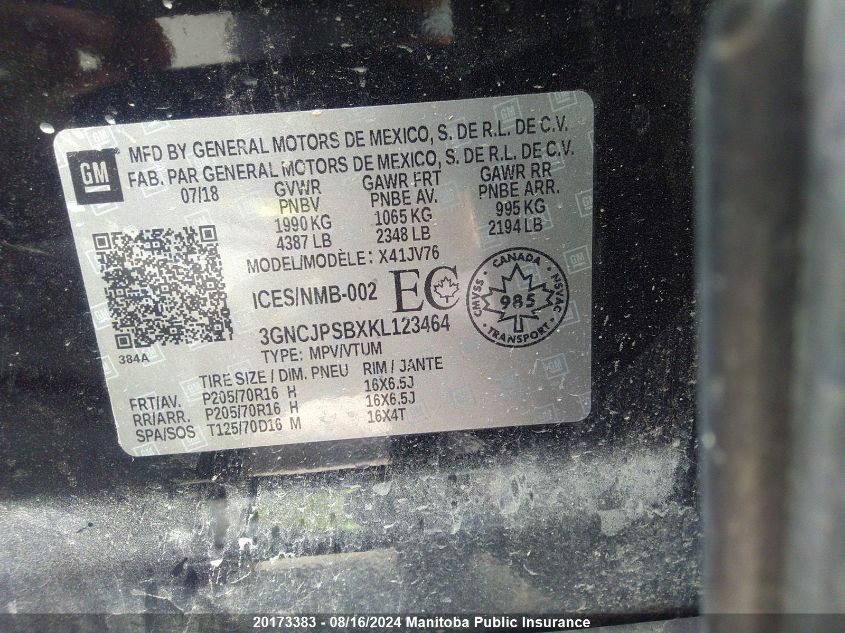 GM
MFD BY GENERAL MOTORS DE MEXICO, S. DE R.L. DE C.V.
FAB. PAR GENERAL MOTORS DE MEXICO, S. DE R.L. DE C.V.
07/18 GVWR GAWR FRT GAWR RR
PNBV PNBE AV. PNBE ARR.
1990 KG 1065 KG 995 KG
4387 LB 2348 LB 2194 LB
MODEL/MODÈLE: X41JV76
ICES/NMB-002 EC
CANADA
CMVSS 985 NSVAC
TRANSPORT
3GNCJPSBXKL123464
384A
TYPE: MPV/VTUM
TIRE SIZE / DIM. PNEU RIM / JANTE
FRT/AV. P205/70R16 H 16X6.5J
RR/ARR. P205/70R16 H 16X6.5J
SPA/SOS T125/70D16 M 16X4T
20173383 - 08/16/2024 Manitoba Public Insurance